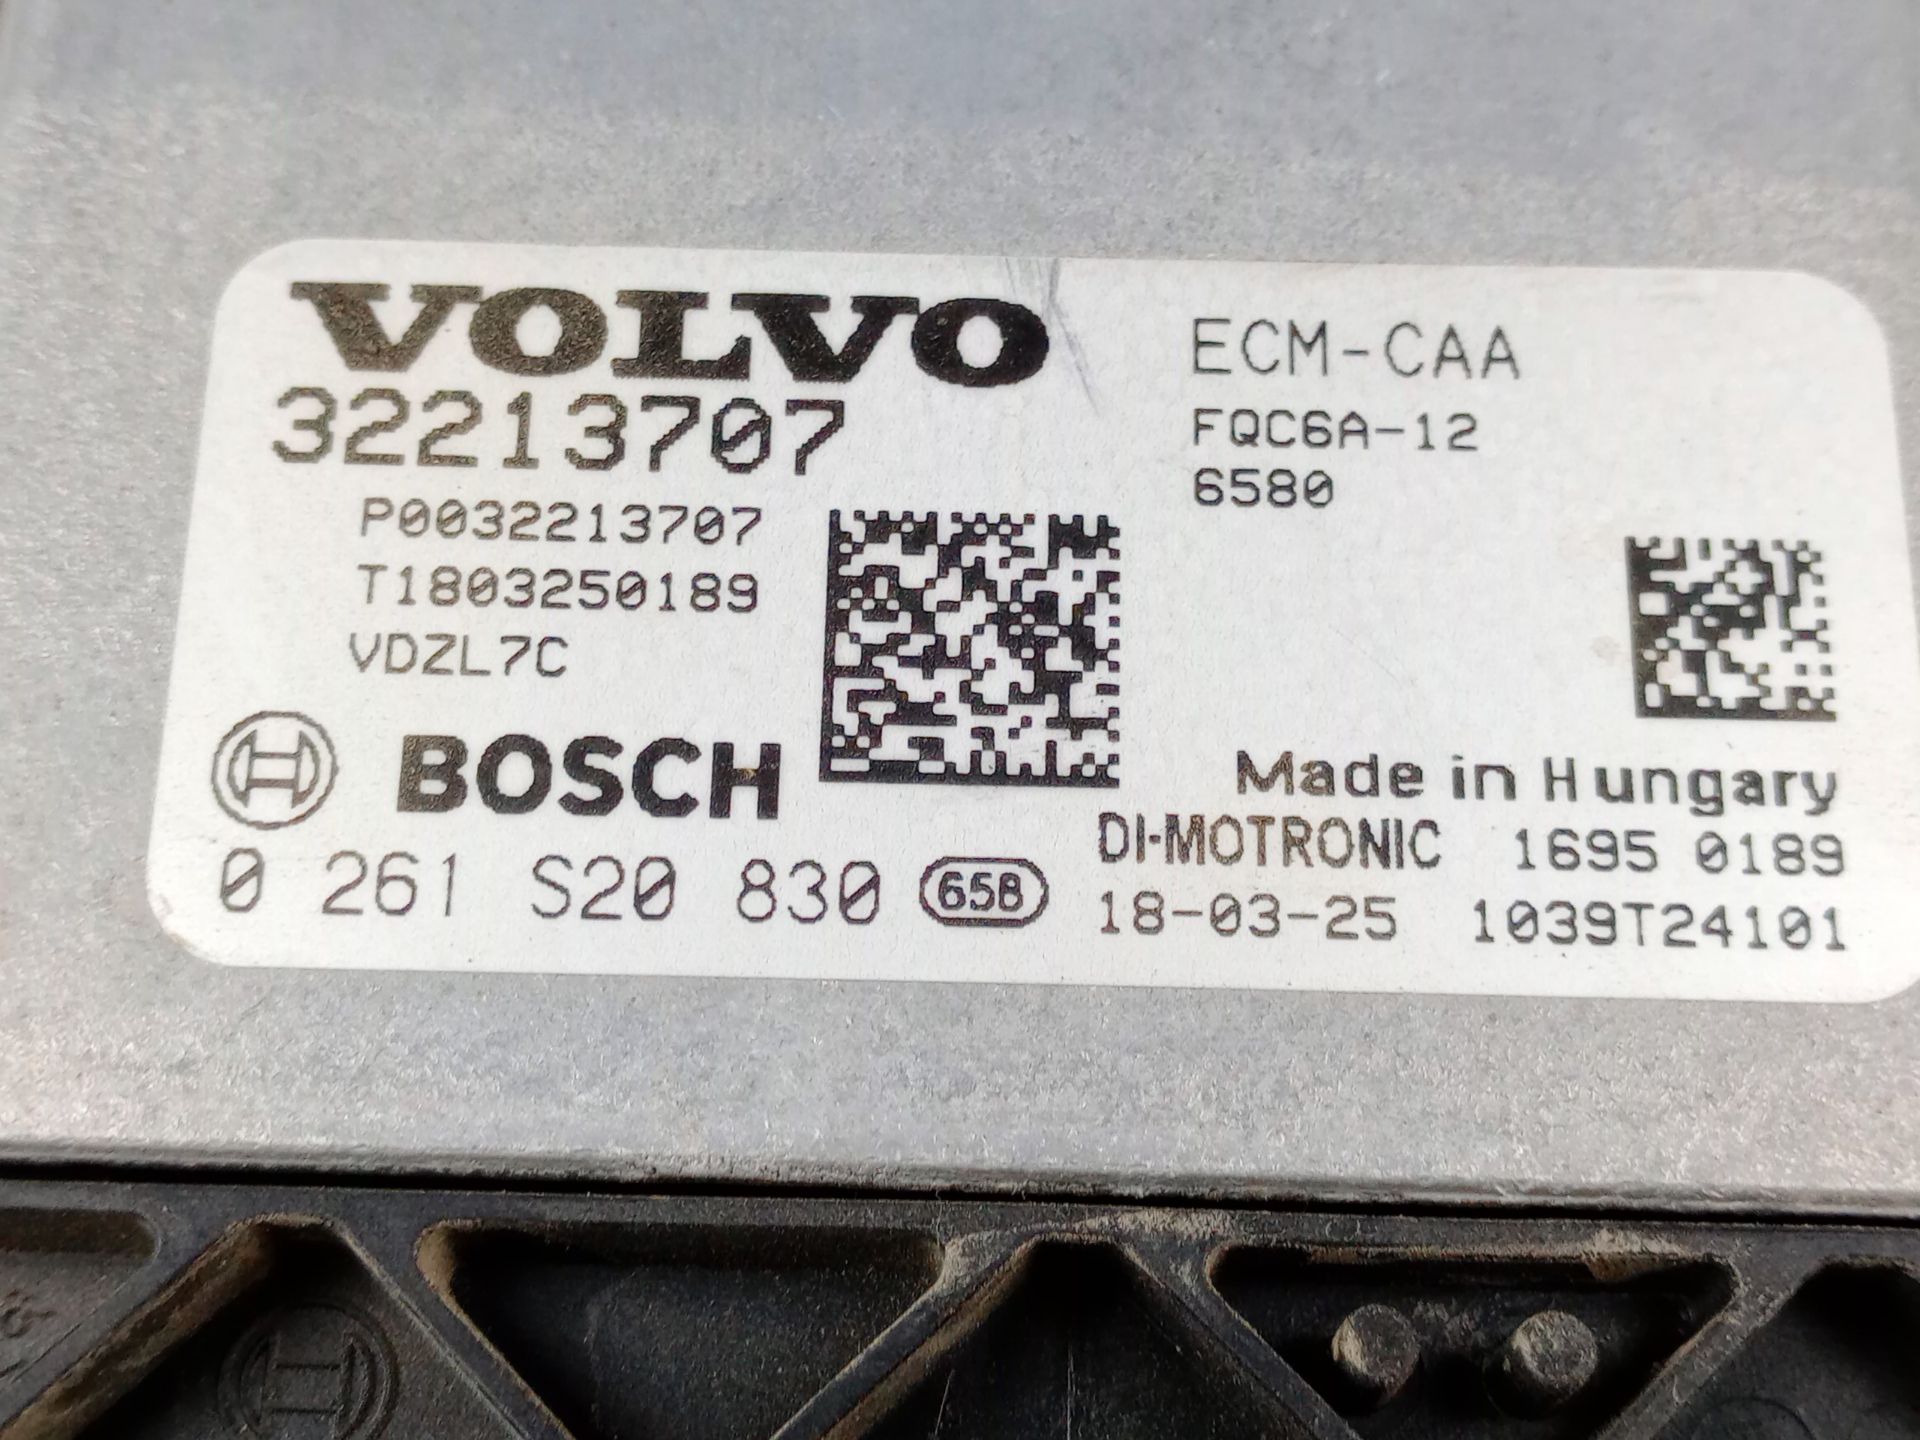 VOLVO
32213707
P0032213707
T1803250189
VDZL7C
BOSCH
0 261 S20 830 658
ECM-CAA
FQC6A-12
6580
Made in Hungary
DI-MOTRONIC 1695 0189
18-03-25 1039T24101